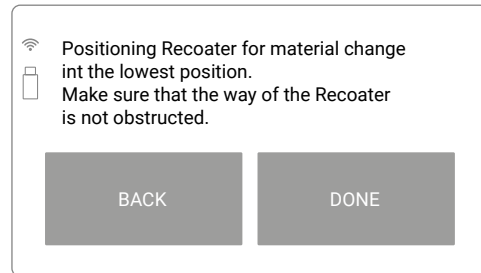 Positioning Recoater for material change
int the lowest position.
Make sure that the way of the Recoater
is not obstructed.
BACK
DONE